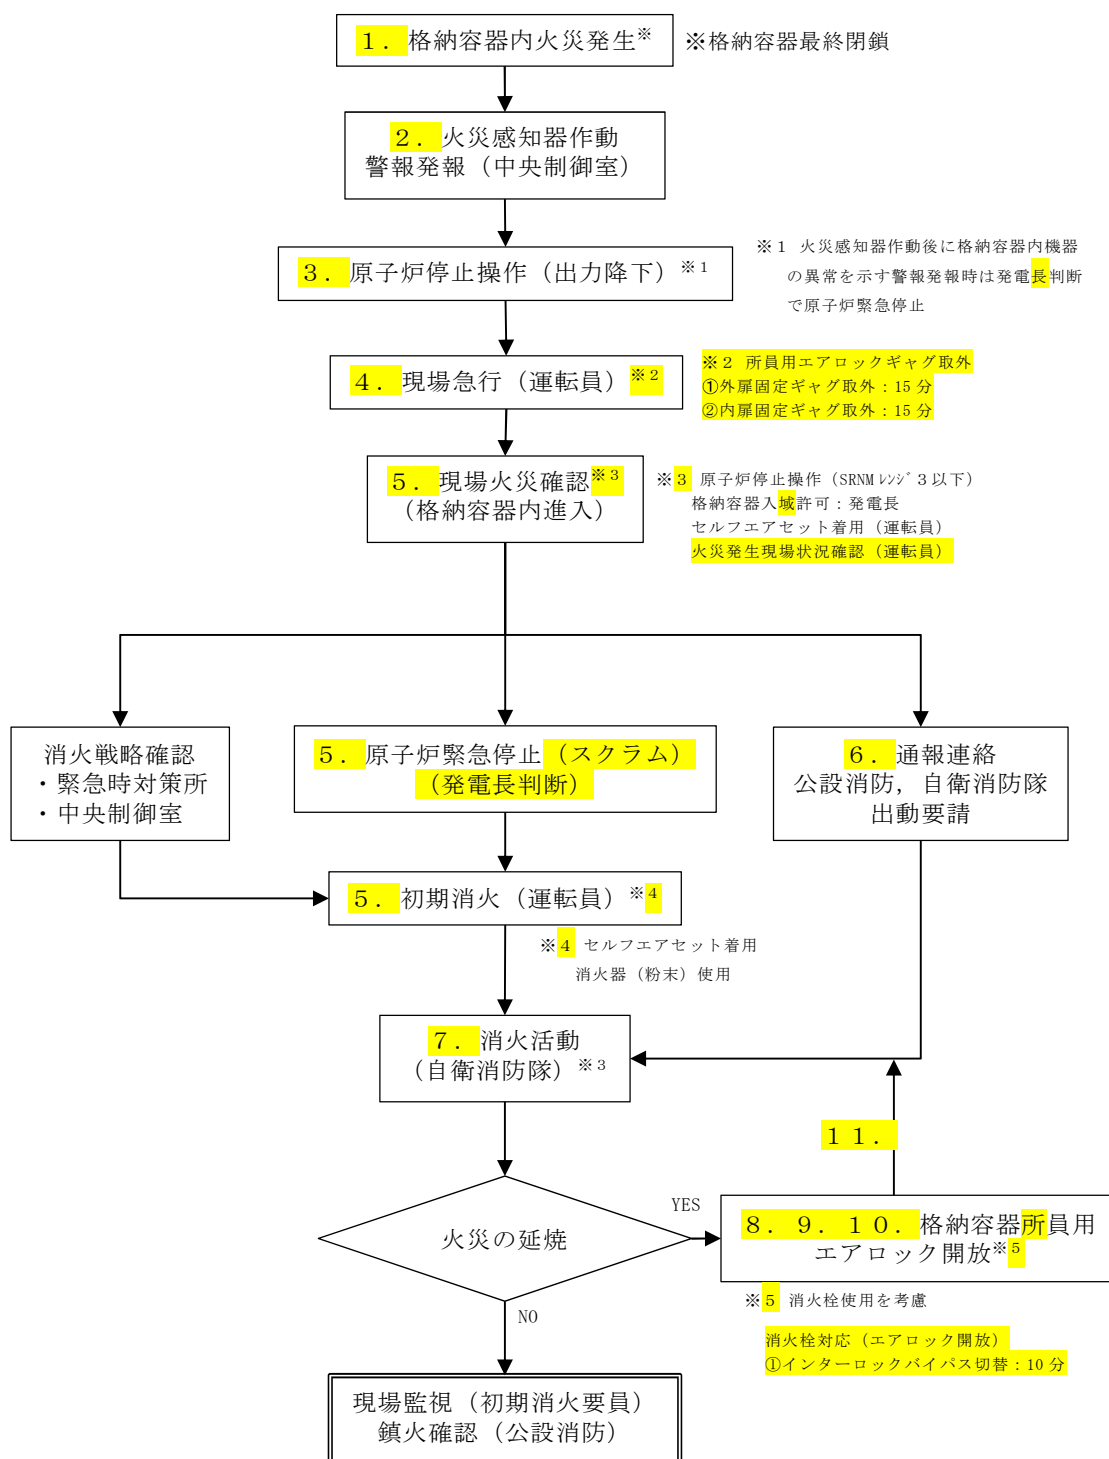 １．格納容器内火災発生※
※格納容器最終閉鎖
２．火災感知器作動
警報発報（中央制御室）
３．原子炉停止操作（出力降下）※１
※１ 火災感知器作動後に格納容器内機器
の異常を示す警報発報時は発電長判断
で原子炉緊急停止
４．現場急行（運転員）※２
※２ 所員用エアロックギャグ取外
①外扉固定ギャグ取外：15 分
②内扉固定ギャグ取外：15 分
５．現場火災確認※３
（格納容器内進入）
※３ 原子炉停止操作（SRNM ﾚﾝｼﾞ３以下）
格納容器入域許可：発電長
セルフエアセット着用（運転員）
火災発生現場状況確認（運転員）
消火戦略確認
・緊急時対策所
・中央制御室
５．原子炉緊急停止（スクラム）
（発電長判断）
６．通報連絡
公設消防，自衛消防隊
出動要請
５．初期消火（運転員）※４
※４ セルフエアセット着用
消火器（粉末）使用
７．消火活動
（自衛消防隊）※３
１１．
火災の延焼
YES
８．９．１０．格納容器所員用
エアロック開放※５
※５ 消火栓使用を考慮
NO
消火栓対応（エアロック開放）
①インターロックバイパス切替：10 分
現場監視（初期消火要員）
鎮火確認（公設消防）